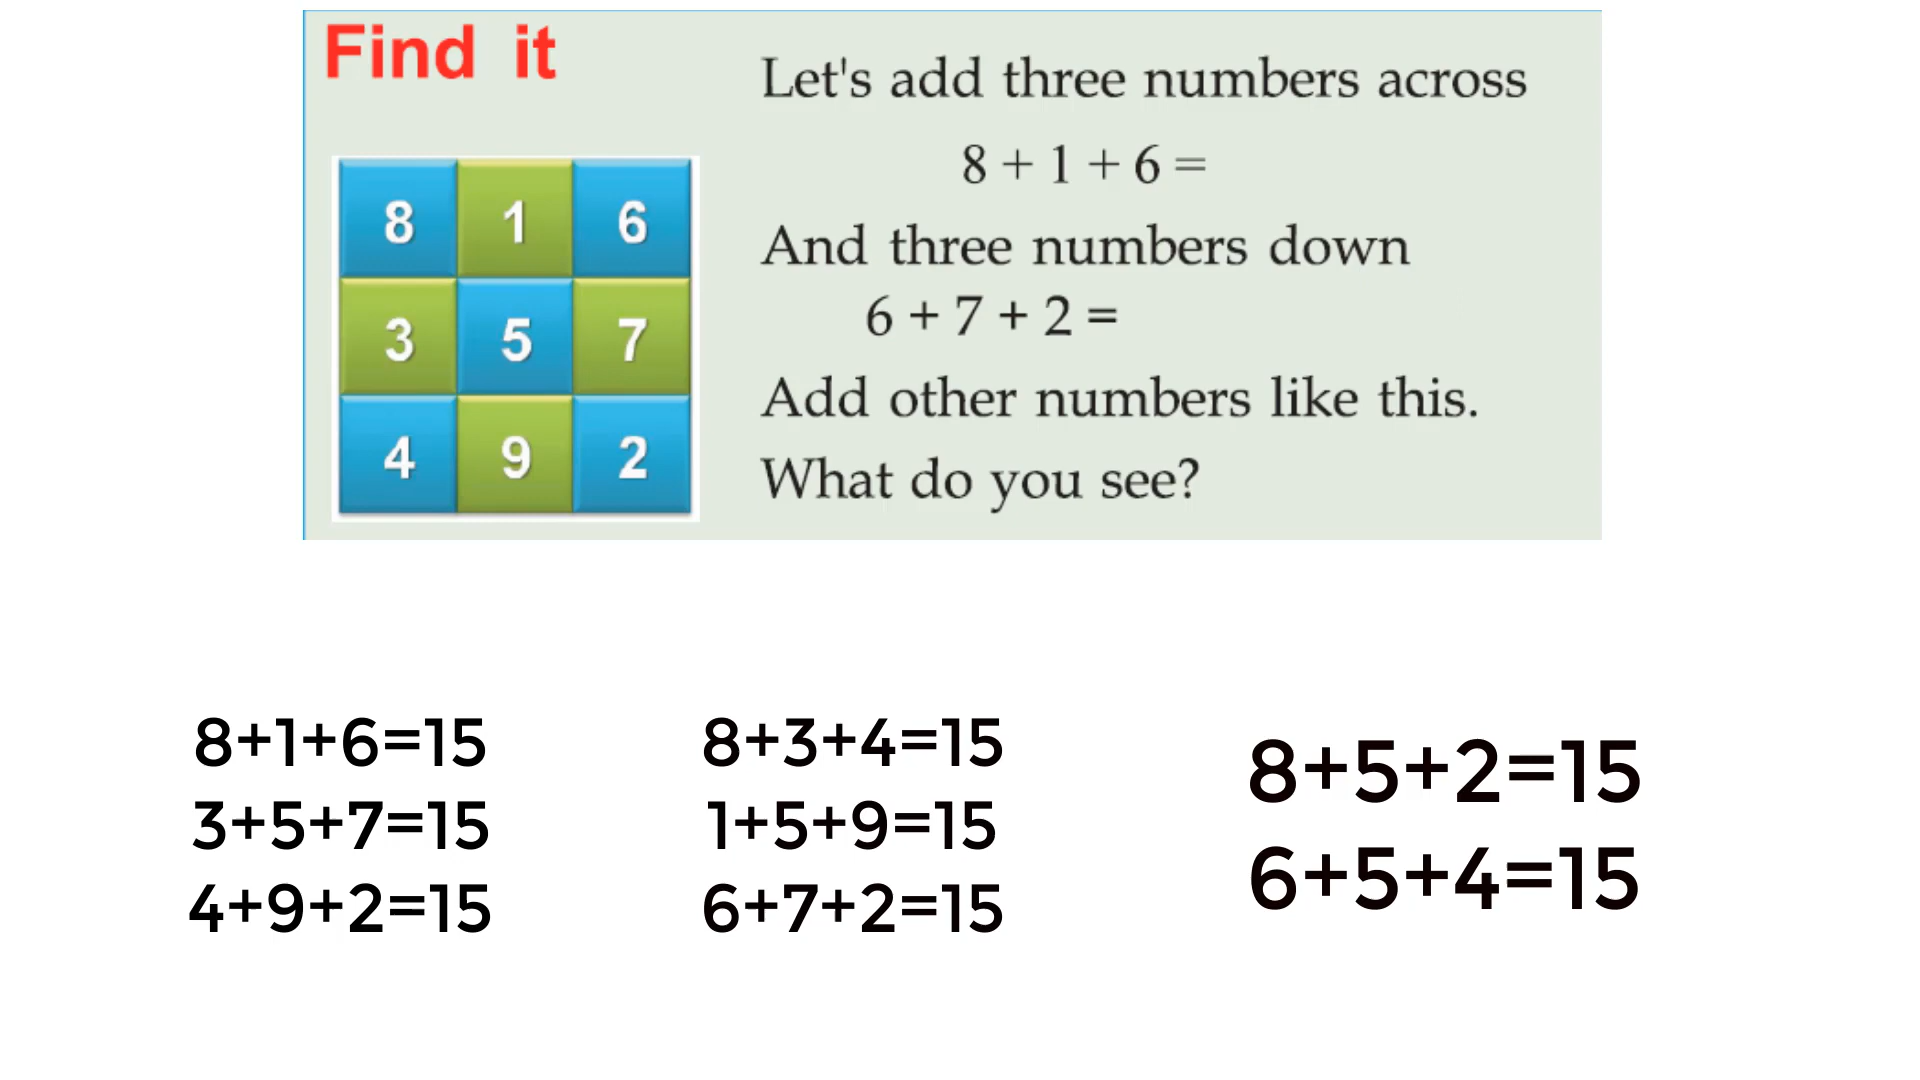 Find it
8 1 6
3 5 7
4 9 2
Let's add three numbers across
8 + 1 + 6 =
And three numbers down
6 + 7 + 2 =
Add other numbers like this.
What do you see?
8+1+6=15
3+5+7=15
4+9+2=15
8+3+4=15
1+5+9=15
6+7+2=15
8+5+2=15
6+5+4=15